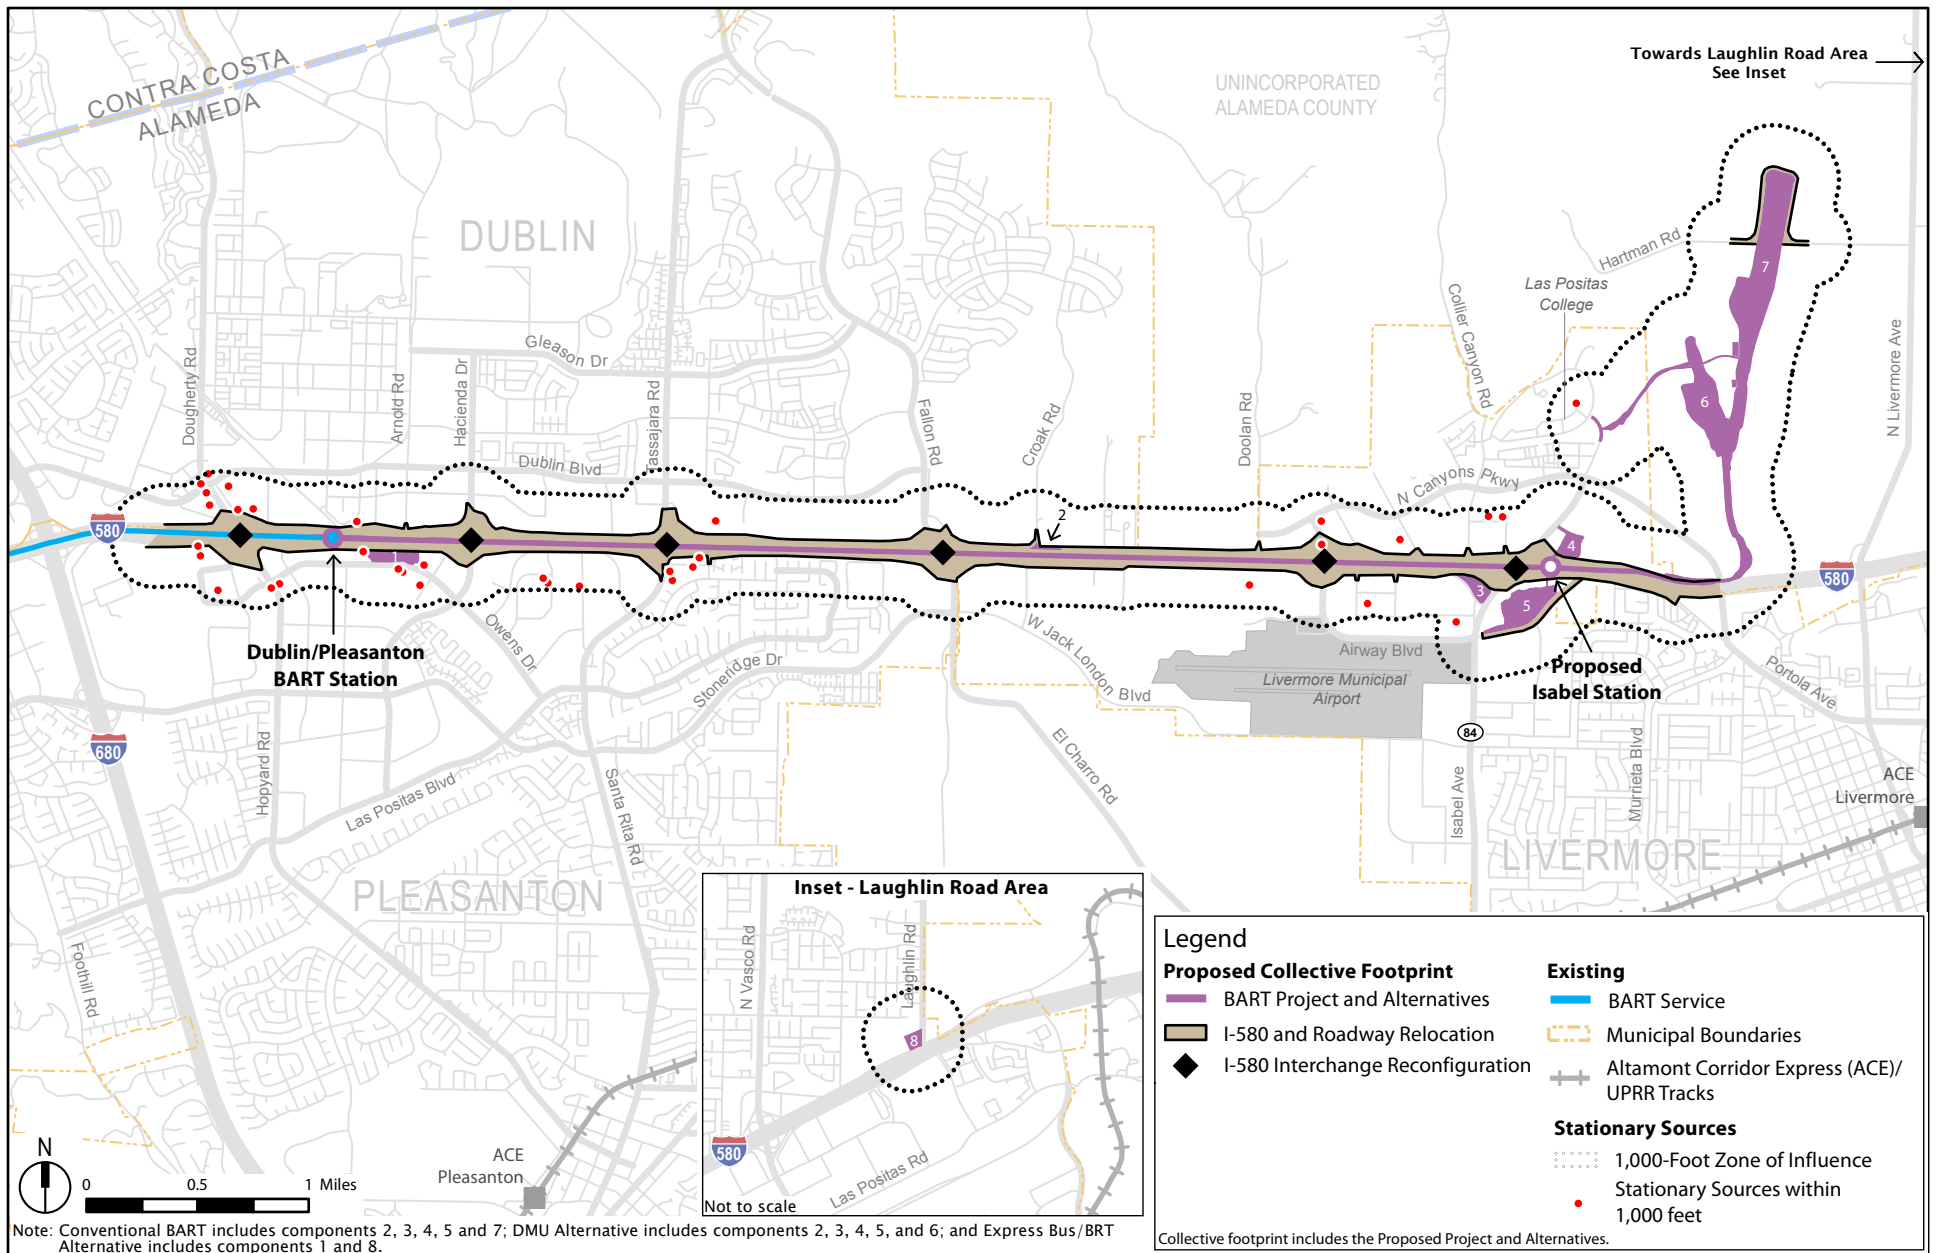 CONTRA COSTA
ALAMEDA
UNINCORPORATED
ALAMEDA COUNTY
Towards Laughlin Road Area
See Inset
DUBLIN
Hartman Rd
Las Positas
College
7
6
Dougherty Rd
Arnold Rd
Hacienda Dr
Gleason Dr
Tassajara Rd
Fallon Rd
Croak Rd
Doolan Rd
Collier Canyon Rd
N Livermore Ave
Dublin Blvd
N Canyons Pkwy
2
580
1
4
3
5
580
Dublin/Pleasanton
BART Station
Owens Dr
Stoneridge Dr
W Jack London Blvd
Airway Blvd
Livermore Municipal
Airport
Proposed
Isabel Station
Portola Ave
680
84
Hopyard Rd
Las Positas Blvd
Santa Rita Rd
El Charro Rd
Isabel Ave
Murrieta Blvd
ACE
Livermore
LIVERMORE
PLEASANTON
Foothill Rd
Inset - Laughlin Road Area
N Vasco Rd
Laughlin Rd
8
580
Las Positas Rd
Not to scale
ACE
Pleasanton
N
0 0.5 1 Miles
Legend
Proposed Collective Footprint
BART Project and Alternatives
I-580 and Roadway Relocation
I-580 Interchange Reconfiguration
Existing
BART Service
Municipal Boundaries
Altamont Corridor Express (ACE)/
UPRR Tracks
Stationary Sources
1,000-Foot Zone of Influence
Stationary Sources within
1,000 feet
Collective footprint includes the Proposed Project and Alternatives.
Note: Conventional BART includes components 2, 3, 4, 5 and 7; DMU Alternative includes components 2, 3, 4, 5, and 6; and Express Bus/BRT
Alternative includes components 1 and 8.